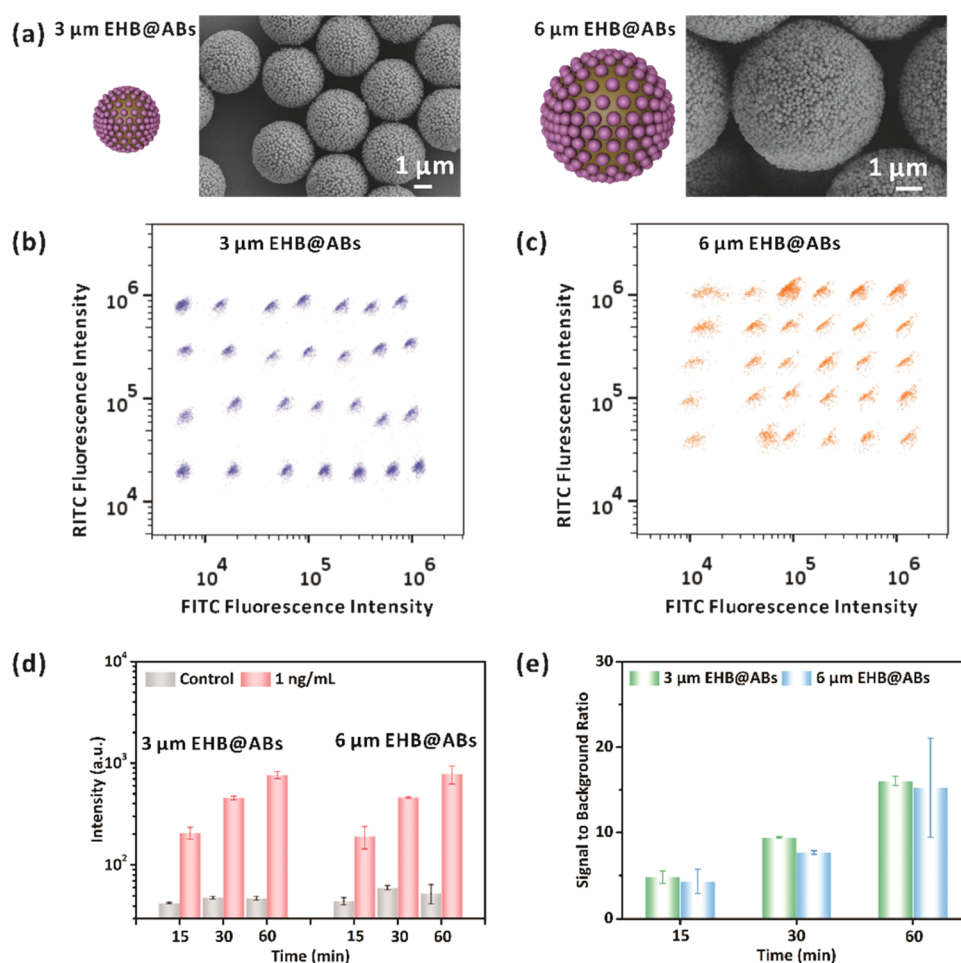 (a) 3 μm EHB@ABs
1 μm
6 μm EHB@ABs
1 μm
(b)
3 μm EHB@ABs
RITC Fluorescence Intensity
10^6
10^5
10^4
10^4 10^5 10^6
FITC Fluorescence Intensity
(c)
6 μm EHB@ABs
RITC Flurescence Intensity
10^6
10^5
10^4
10^4 10^5 10^6
FITC Fluorescence Intensity
(d)
Intensity (a.u.)
10^4
10^3
10^2
Control 1 ng/mL
3 μm EHB@ABs 6 μm EHB@ABs
15 30 60 15 30 60
Time (min)
(e)
Signal to Background Ratio
30
20
10
0
3 μm EHB@ABs 6 μm EHB@ABs
15 30 60
Time (min)